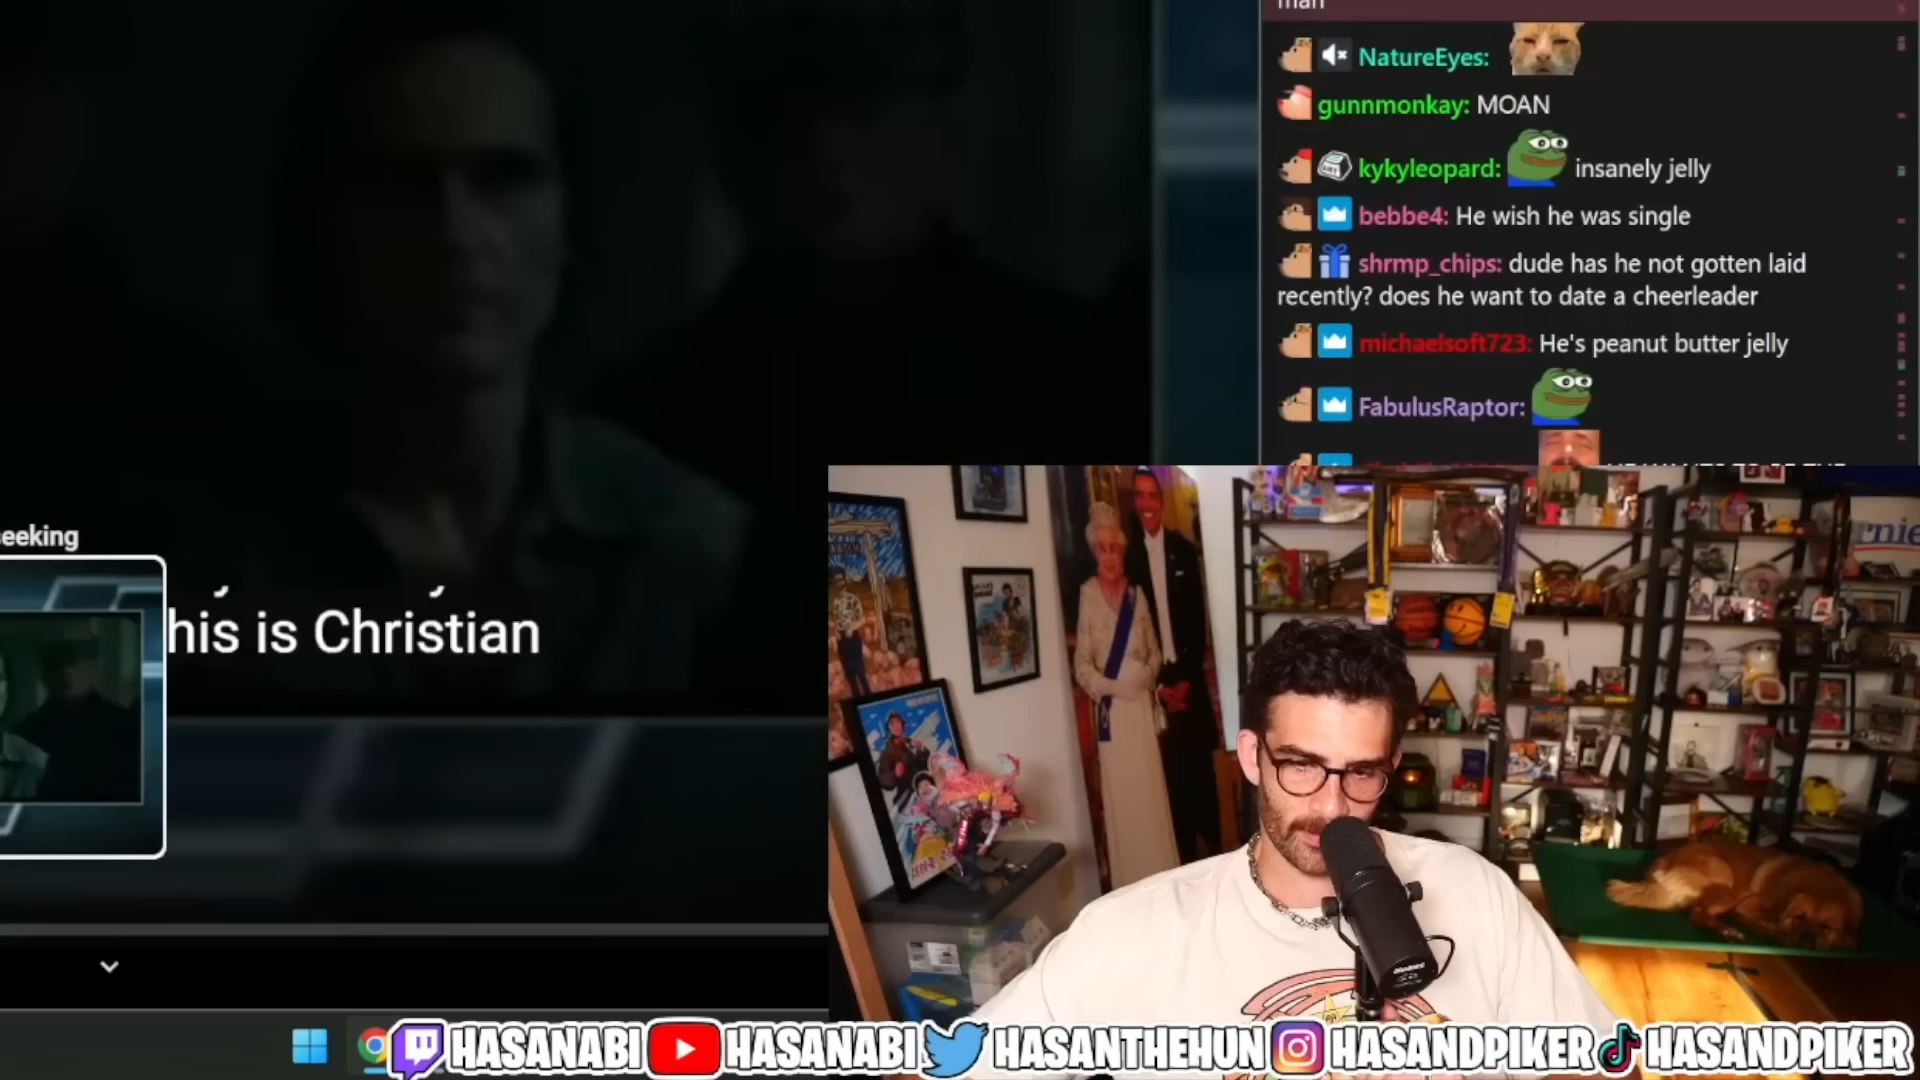 man
NatureEyes:
gunnmonkay: MOAN
kykyleopard: insanely jelly
bebbe4: He wish he was single
shrmp_chips: dude has he not gotten laid
recently? does he want to date a cheerleader
michaelsoft723: He's peanut butter jelly
FabulusRaptor:
eeking
his is Christian
rnie
HASANABI HASANABI HASANTHEHUN HASANDPIKER HASANDPIKER